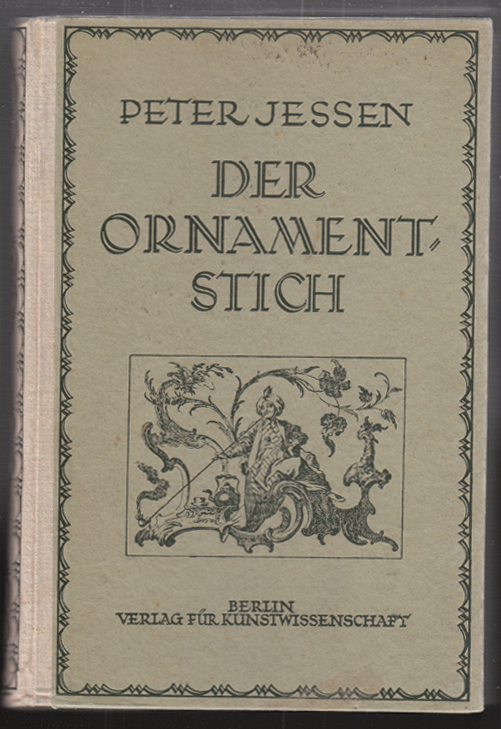 PETER JESSEN
DER
ORNAMENT-
STICH
BERLIN
VERLAG FÜR KUNSTWISSENSCHAFT